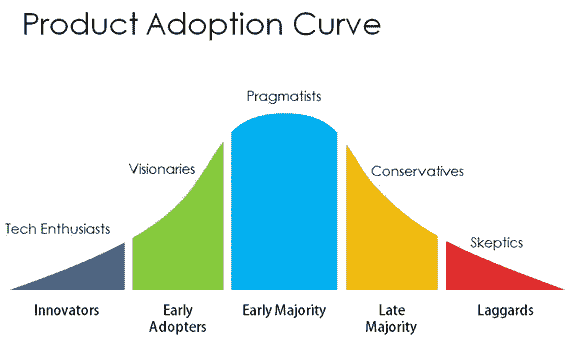 Product Adoption Curve
Pragmatists
Visionaries
Conservatives
Tech Enthusiasts
Skeptics
Innovators
Early
Adopters
Early Majority
Late
Majority
Laggards